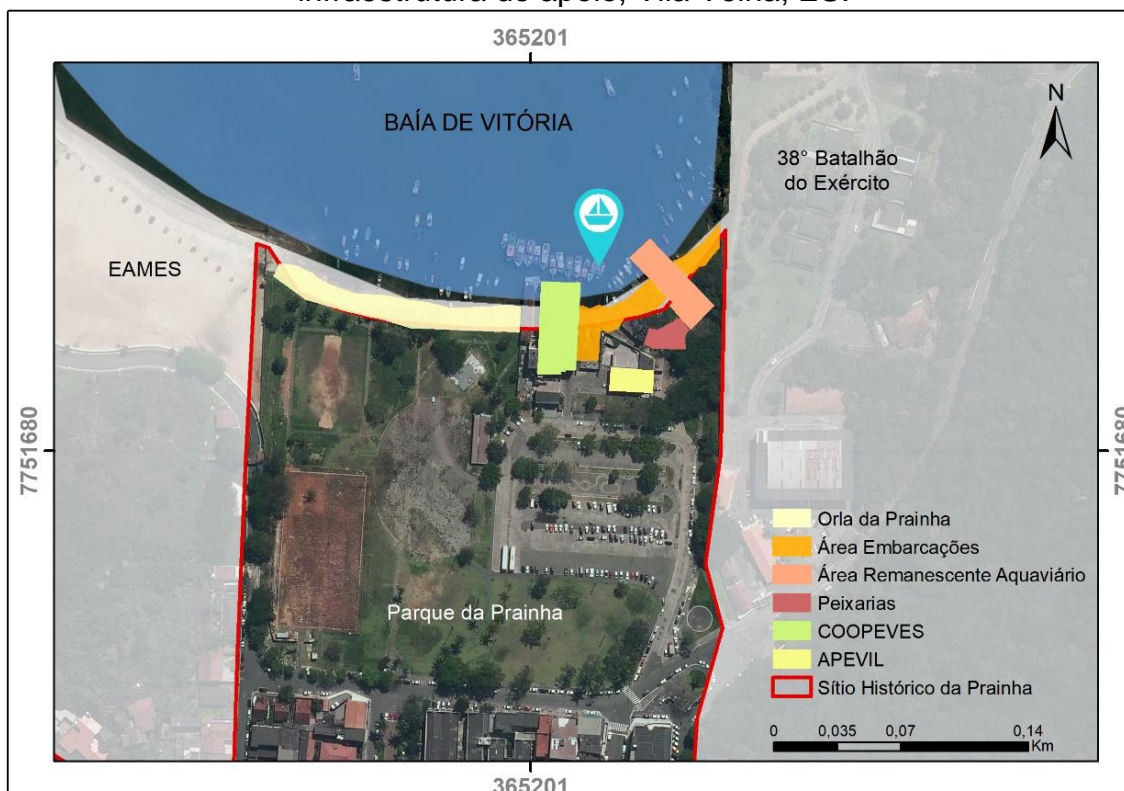 infraestrutura de apoio, Vila Velha, ES.
365201
BAÍA DE VITÓRIA
N
38° Batalhão
do Exército
EAMES
7751680
7751680
Orla da Prainha
Área Embarcações
Área Remanescente Aquaviário
Peixarias
COOPEVES
APEVIL
Sítio Histórico da Prainha
Parque da Prainha
0 0,035 0,07 0,14
Km
365201